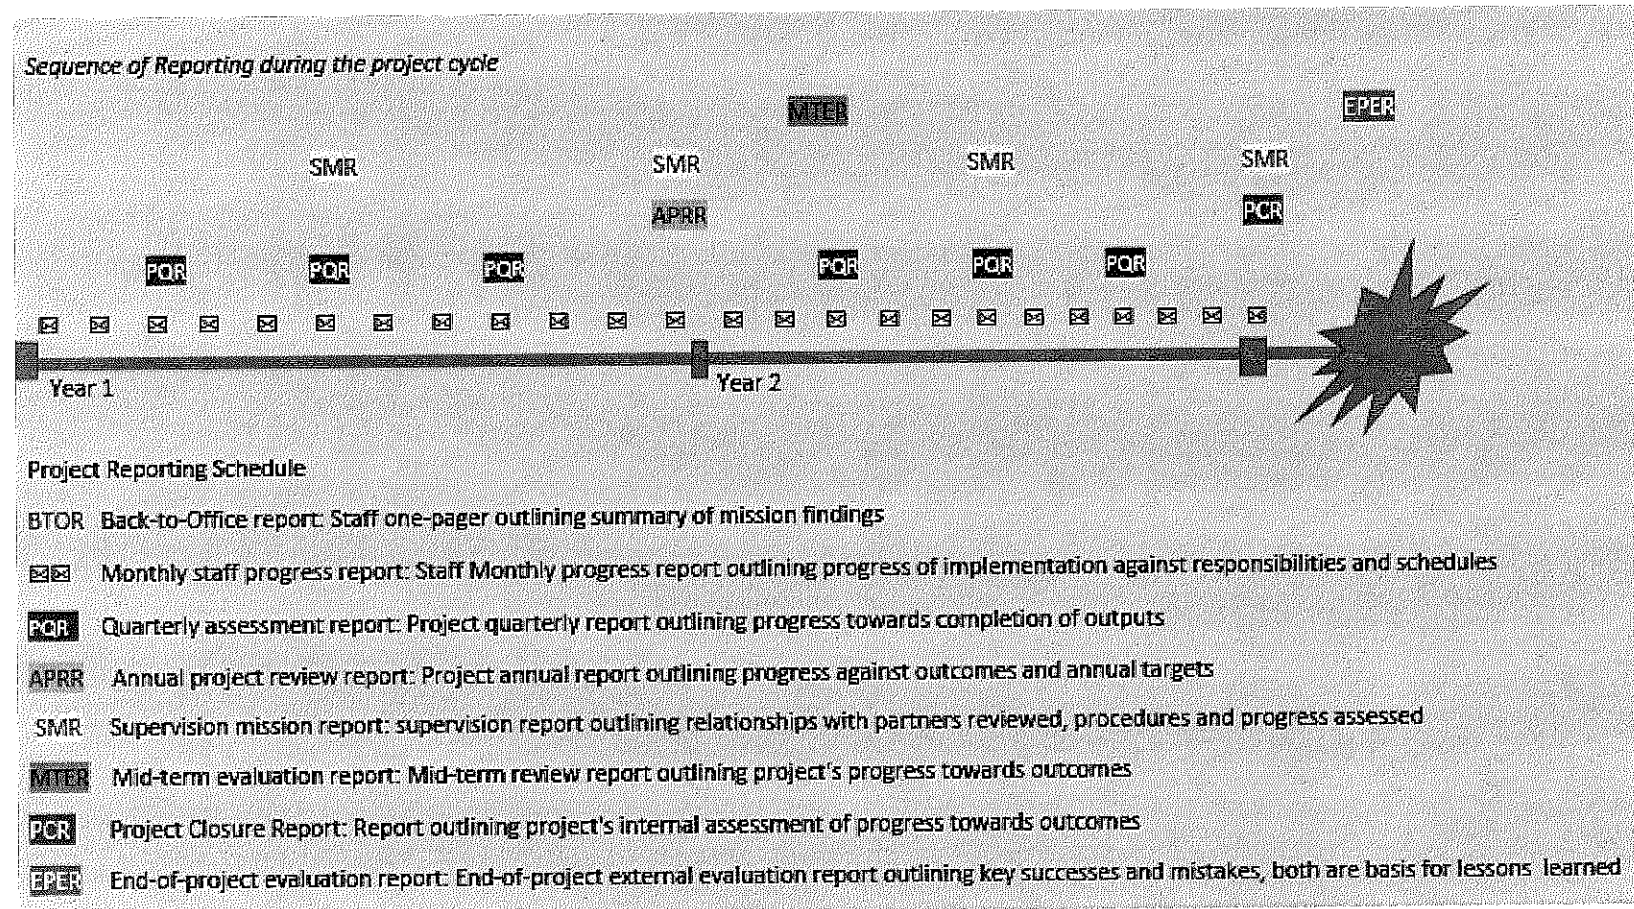 Sequence of Reporting during the project cycle
MTER EPER
SMR SMR SMR SMR
APRR PCR
PQR PQR PQR PQR PQR PQR
Year 1 Year 2
Project Reporting Schedule
BTOR Back-to-Office report: Staff one-pager outlining summary of mission findings
Monthly staff progress report: Staff Monthly progress report outlining progress of implementation against responsibilities and schedules
PQR Quarterly assessment report: Project quarterly report outlining progress towards completion of outputs
APRR Annual project review report: Project annual report outlining progress against outcomes and annual targets
SMR Supervision mission report: supervision report outlining relationships with partners reviewed, procedures and progress assessed
MTER Mid-term evaluation report: Mid-term review report outlining project's progress towards outcomes
PCR Project Closure Report: Report outlining project's internal assessment of progress towards outcomes
EPER End-of-project evaluation report: End-of-project external evaluation report outlining key successes and mistakes, both are basis for lessons learned